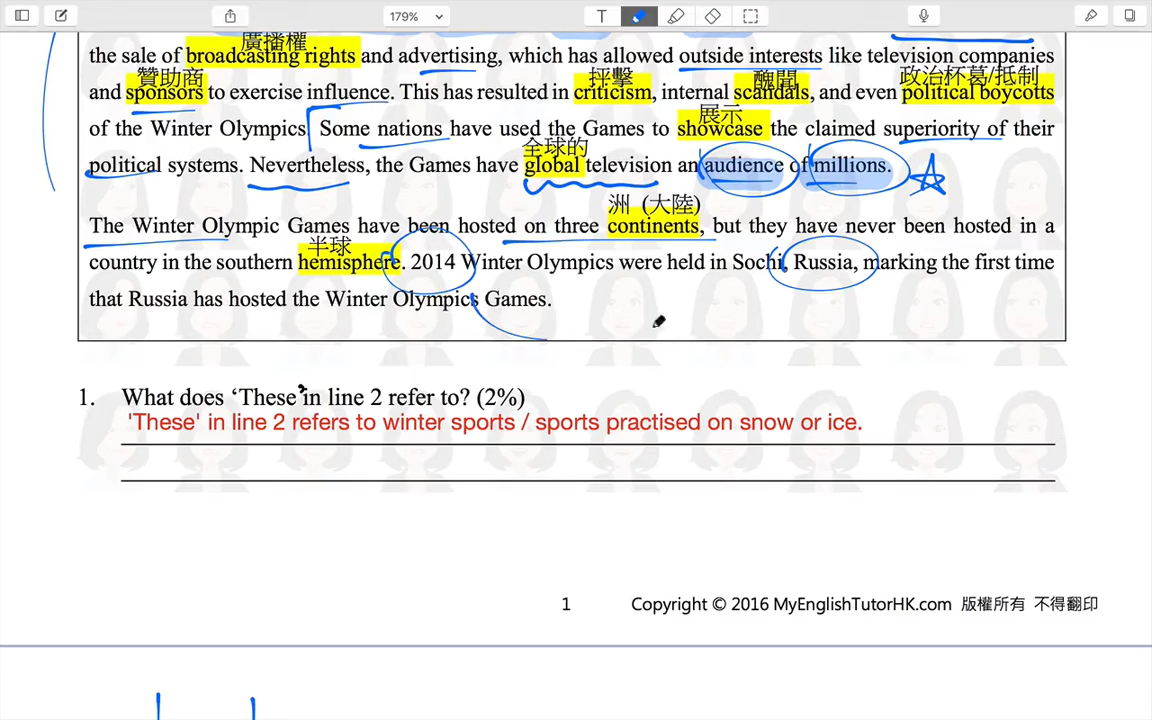 179%
廣播權
the sale of broadcasting rights and advertising, which has allowed outside interests like television companies
贊助商 抨擊 醜聞 政治杯葛/抵制
and sponsors to exercise influence. This has resulted in criticism, internal scandals, and even political boycotts
展示
of the Winter Olympics. Some nations have used the Games to showcase the claimed superiority of their
全球的
political systems. Nevertheless, the Games have global television an audience of millions.
洲 (大陸)
The Winter Olympic Games have been hosted on three continents, but they have never been hosted in a
半球
country in the southern hemisphere. 2014 Winter Olympics were held in Sochi, Russia, marking the first time
that Russia has hosted the Winter Olympics Games.
1. What does ‘These’ in line 2 refer to? (2%)
'These' in line 2 refers to winter sports / sports practised on snow or ice.
1 Copyright © 2016 MyEnglishTutorHK.com 版權所有 不得翻印